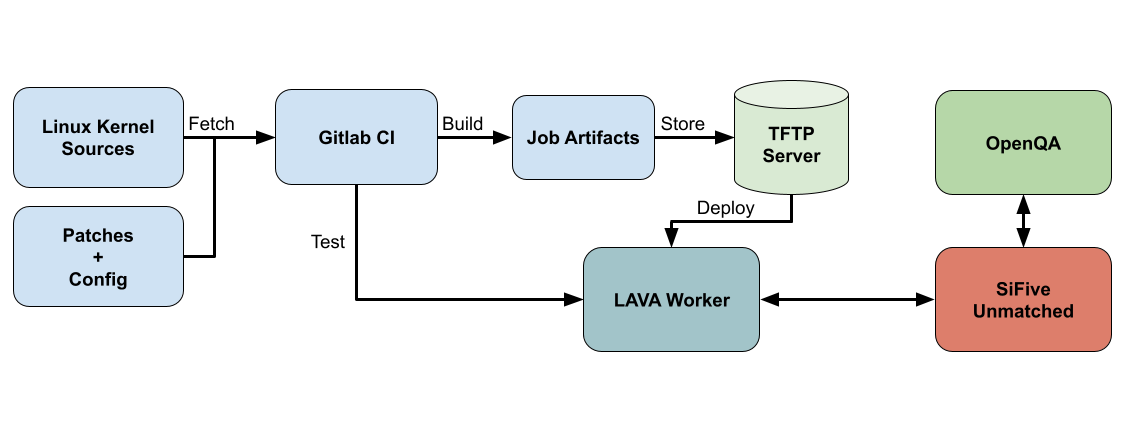 Linux Kernel
Sources
Fetch
Gitlab CI
Build
Job Artifacts
Store
TFTP
Server
OpenQA
Patches
+
Config
Test
Deploy
LAVA Worker
SiFive
Unmatched